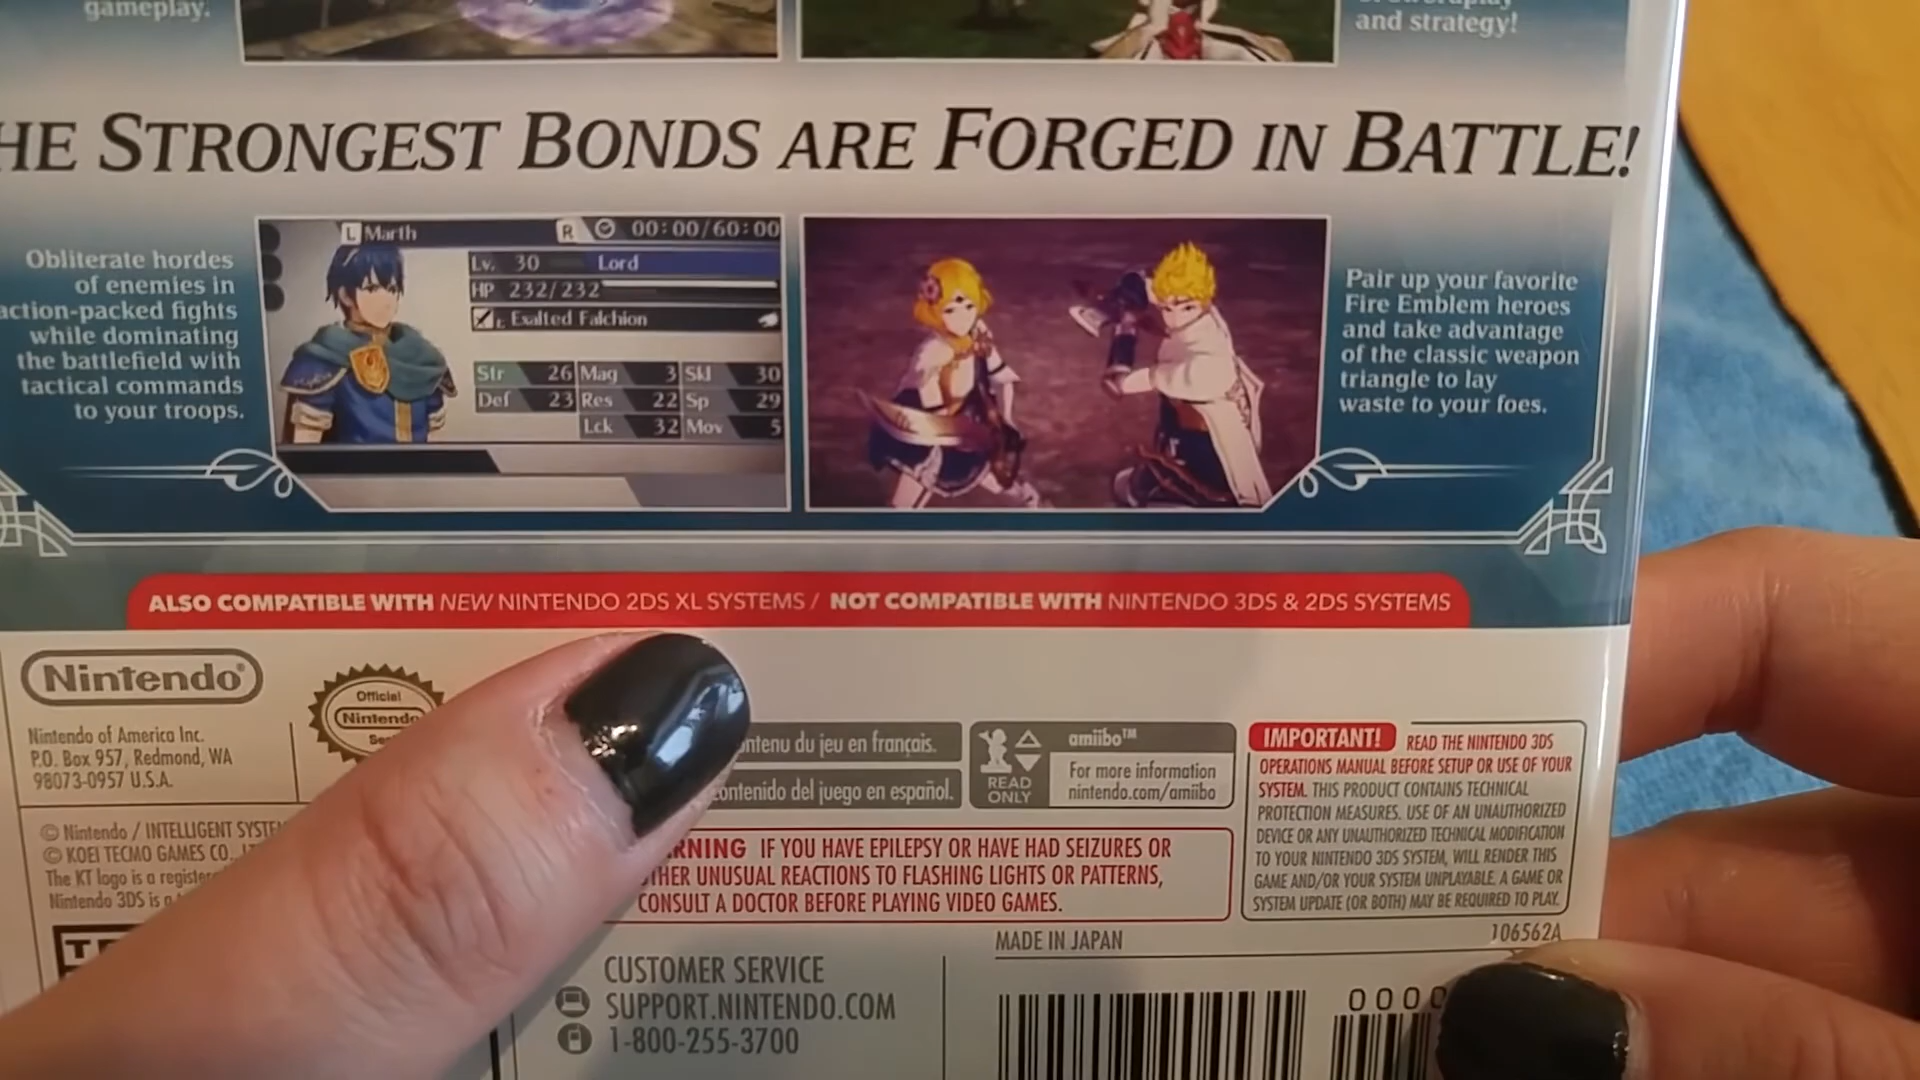 gameplay.
and strategy!
HE STRONGEST BONDS ARE FORGED IN BATTLE!
Obliterate hordes
of enemies in
action-packed fights
while dominating
the battlefield with
tactical commands
to your troops.
L Marth
R 00:00/60:00
Lv. 30 Lord
HP 232/232
E Exalted Falchion
Str 26 Mag 3 Skl 30
Def 23 Res 22 Sp 29
Lck 32 Mov 5
Pair up your favorite
Fire Emblem heroes
and take advantage
of the classic weapon
triangle to lay
waste to your foes.
ALSO COMPATIBLE WITH NEW NINTENDO 2DS XL SYSTEMS / NOT COMPATIBLE WITH NINTENDO 3DS & 2DS SYSTEMS
Nintendo®
Nintendo of America Inc.
P.O. Box 957, Redmond, WA
98073-0957 U.S.A.
Official
Nintendo
© Nintendo / INTELLIGENT SYSTE
© KOEI TECMO GAMES CO.
The KT logo is a register
Nintendo 3DS is a
ntenu du jeu en français.
ontenido del juego en español.
READ
ONLY
amiibo™
For more information
nintendo.com/amiibo
RNING IF YOU HAVE EPILEPSY OR HAVE HAD SEIZURES OR
THER UNUSUAL REACTIONS TO FLASHING LIGHTS OR PATTERNS,
CONSULT A DOCTOR BEFORE PLAYING VIDEO GAMES.
IMPORTANT! READ THE NINTENDO 3DS
OPERATIONS MANUAL BEFORE SETUP OR USE OF YOUR
SYSTEM. THIS PRODUCT CONTAINS TECHNICAL
PROTECTION MEASURES. USE OF AN UNAUTHORIZED
DEVICE OR ANY UNAUTHORIZED TECHNICAL MODIFICATION
TO YOUR NINTENDO 3DS SYSTEM, WILL RENDER THIS
GAME AND/OR YOUR SYSTEM UNPLAYABLE. A GAME OR
SYSTEM UPDATE (OR BOTH) MAY BE REQUIRED TO PLAY.
106562A
MADE IN JAPAN
CUSTOMER SERVICE
SUPPORT.NINTENDO.COM
1-800-255-3700
000